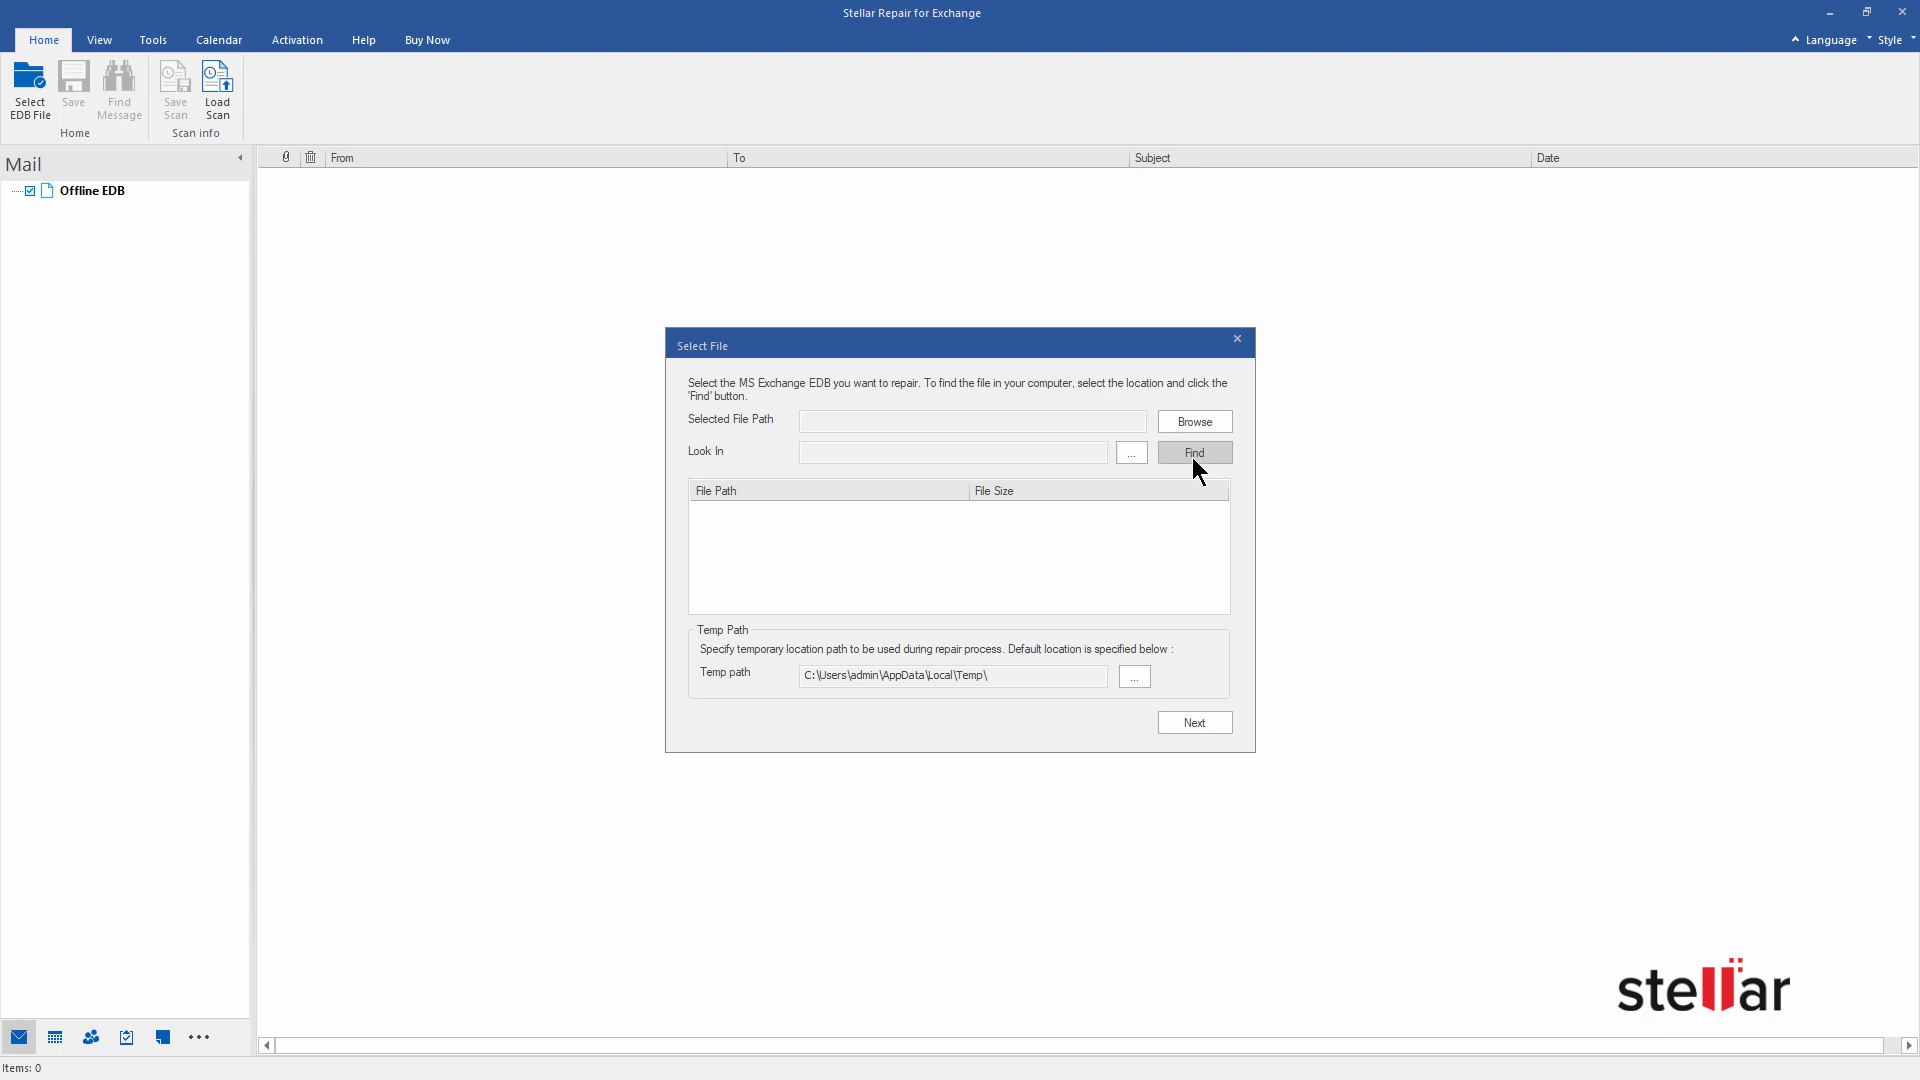 Stellar Repair for Exchange
Home View Tools Calendar Activation Help Buy Now Language Style
Select EDB File
Save
Find Message
Save Scan
Load Scan
Home Scan info
Mail
From To Subject Date
Offline EDB
Select File
Select the MS Exchange EDB you want to repair. To find the file in your computer, select the location and click the
'Find' button.
Selected File Path Browse
Look In ... Find
File Path File Size
Temp Path
Specify temporary location path to be used during repair process. Default location is specified below :
Temp path C:\Users\admin\AppData\Local\Temp\ ...
Next
stellar
Items: 0